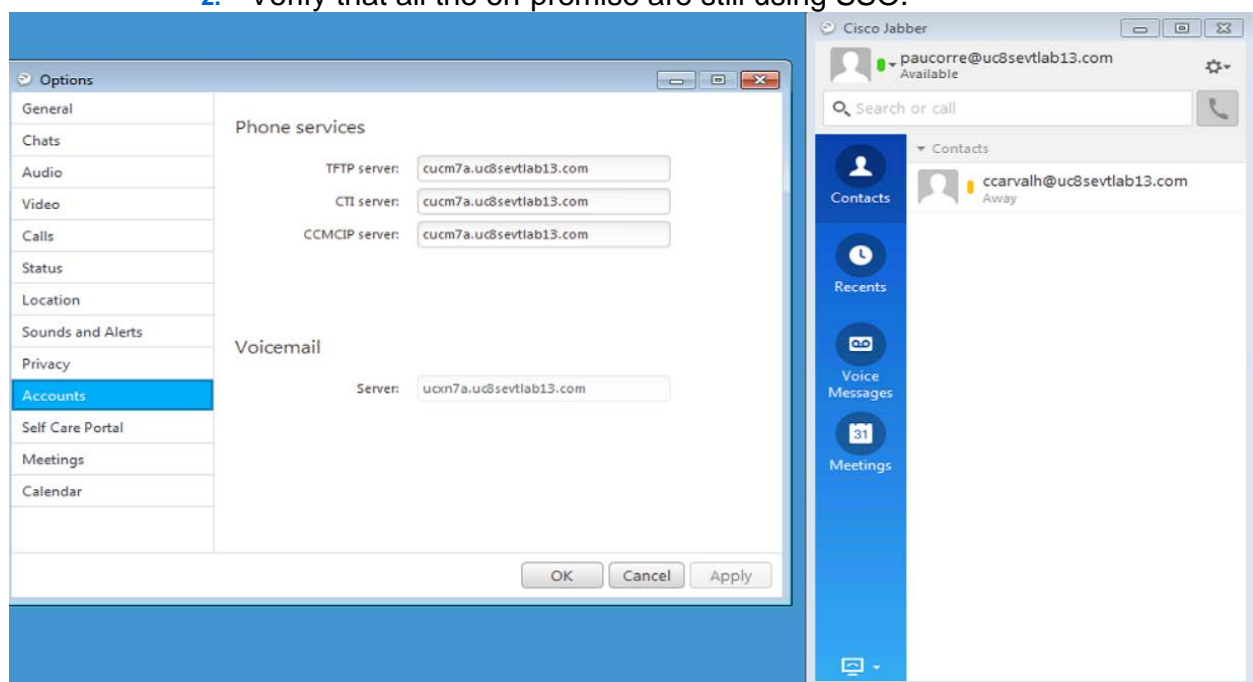 2. Verify that all the on-premise are still using SSO.
Options
General
Chats
Audio
Video
Calls
Status
Location
Sounds and Alerts
Privacy
Accounts
Self Care Portal
Meetings
Calendar
Phone services
TFTP server: cucm7a.uc8sevtlab13.com
CTI server: cucm7a.uc8sevtlab13.com
CCMCIP server: cucm7a.uc8sevtlab13.com
Voicemail
Server: ucxn7a.uc8sevtlab13.com
OK Cancel Apply
Cisco Jabber
paucorre@uc8sevtlab13.com
Available
Search or call
Contacts
Recents
Voice
Messages
31
Meetings
Contacts
ccarvalh@uc8sevtlab13.com
Away